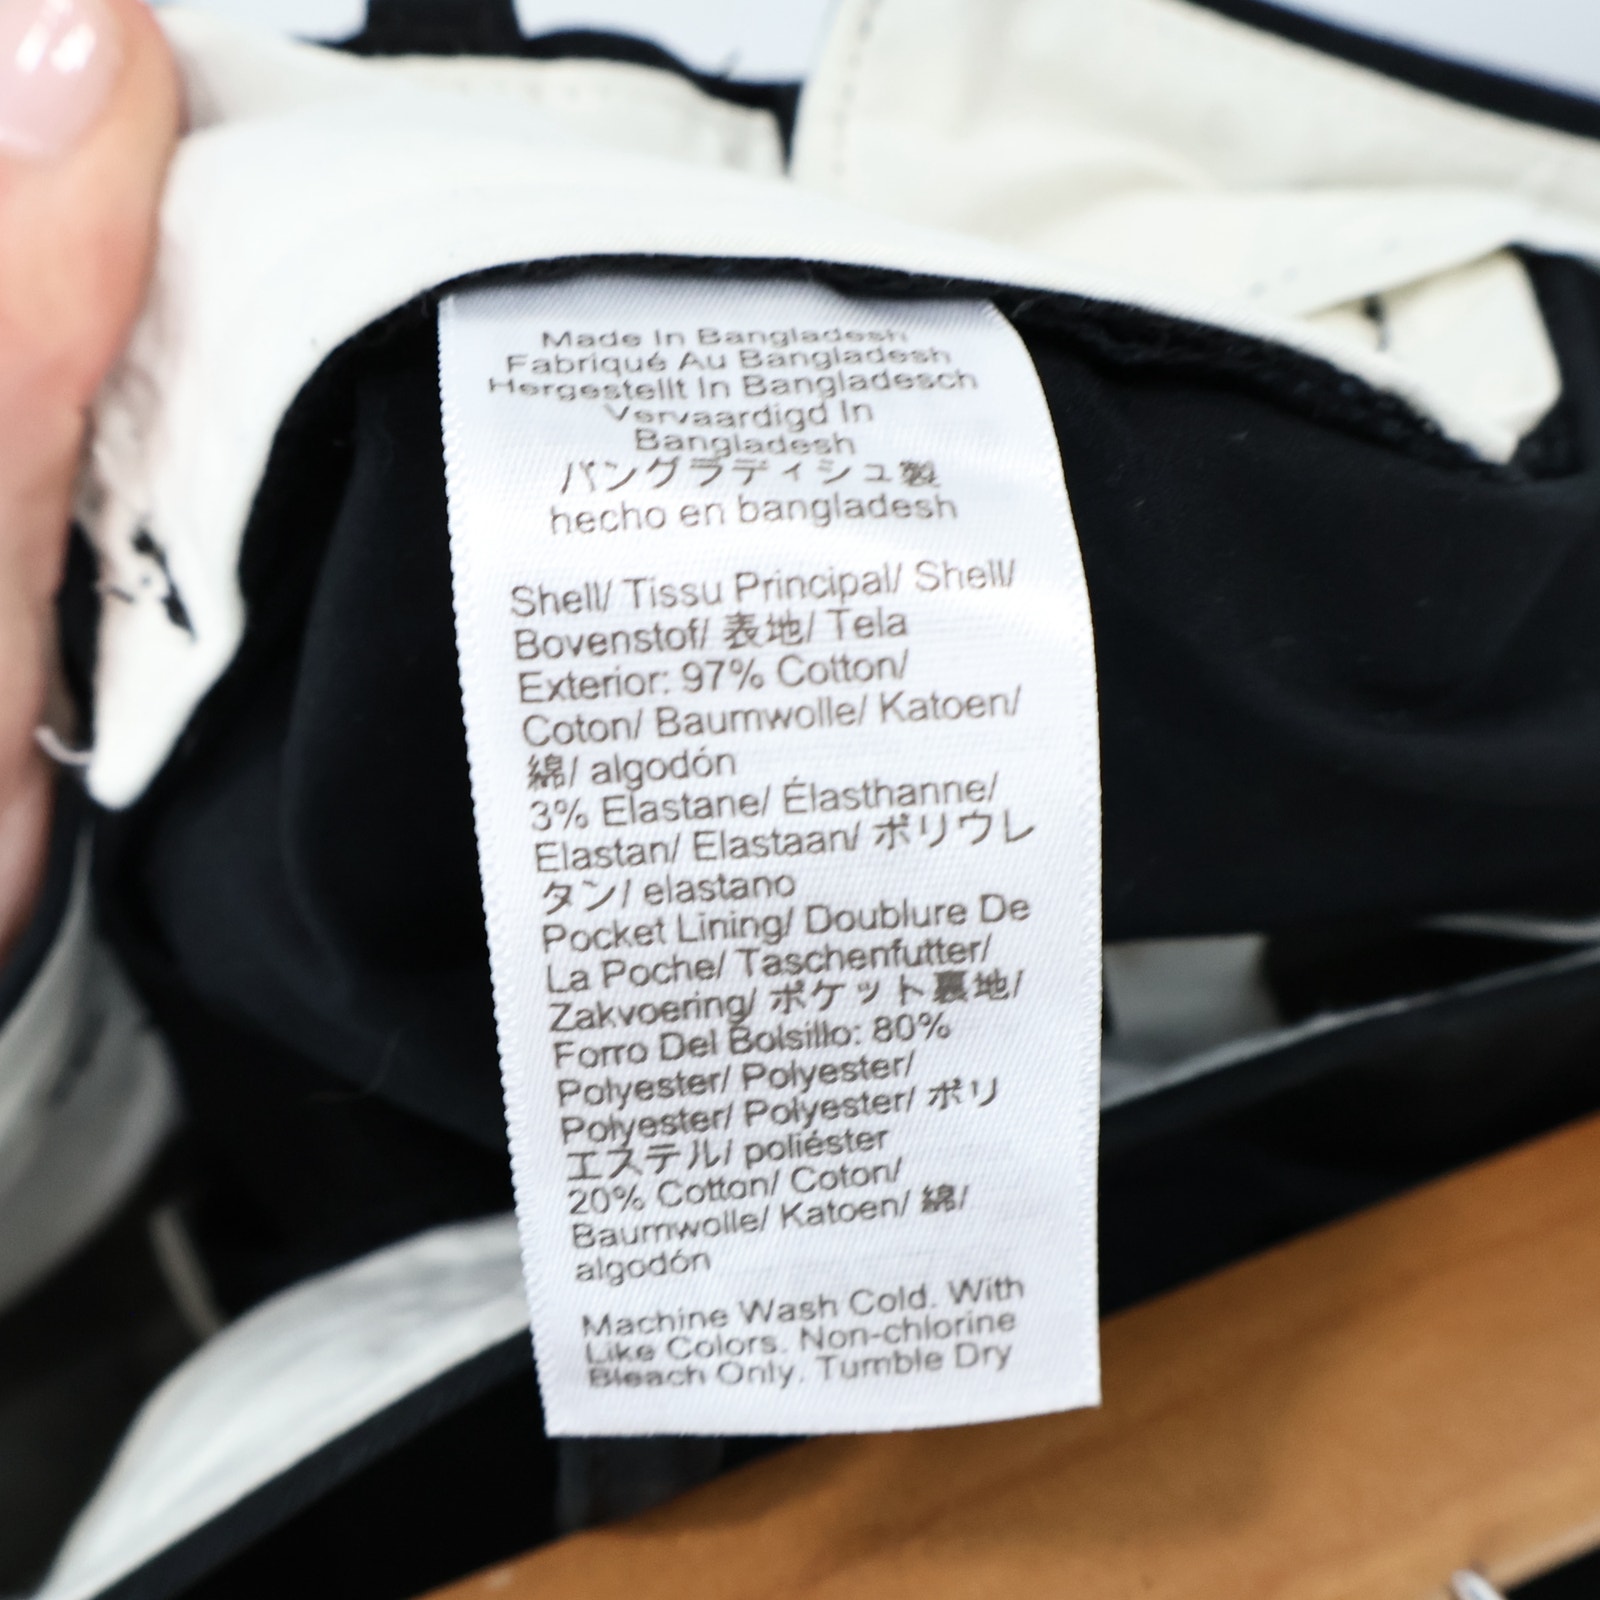 Made In Bangladesh
Fabriqué Au Bangladesh
Hergestellt In Bangladesch
Vervaardigd In
Bangladesh
バングラディシュ製
hecho en bangladesh
Shell/ Tissu Principal/ Shell/
Bovenstof/ 表地/ Tela
Exterior: 97% Cotton/
Coton/ Baumwolle/ Katoen/
綿/ algodón
3% Elastane/ Élasthanne/
Elastan/ Elastaan/ ポリウレ
タン/ elastano
Pocket Lining/ Doublure De
La Poche/ Taschenfutter/
Zakvoering/ ポケット裏地/
Forro Del Bolsillo: 80%
Polyester/ Polyester/
Polyester/ Polyester/ ポリ
エステル/ poliéster
20% Cotton/ Coton/
Baumwolle/ Katoen/ 綿/
algodón
Machine Wash Cold. With
Like Colors. Non-chlorine
Bleach Only. Tumble Dry